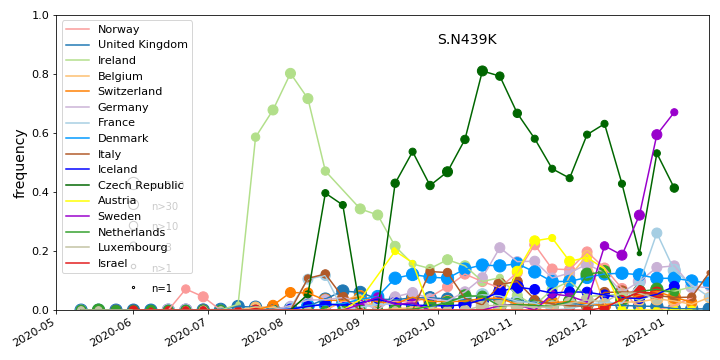 S.N439K
frequency
1.0
0.8
0.6
0.4
0.2
0.0
Norway
United Kingdom
Ireland
Belgium
Switzerland
Germany
France
Denmark
Italy
Iceland
Czech Republic
Austria
Sweden
Netherlands
Luxembourg
Israel
n>30
n>10
n>3
n>1
n=1
2020-05
2020-06
2020-07
2020-08
2020-09
2020-10
2020-11
2020-12
2021-01